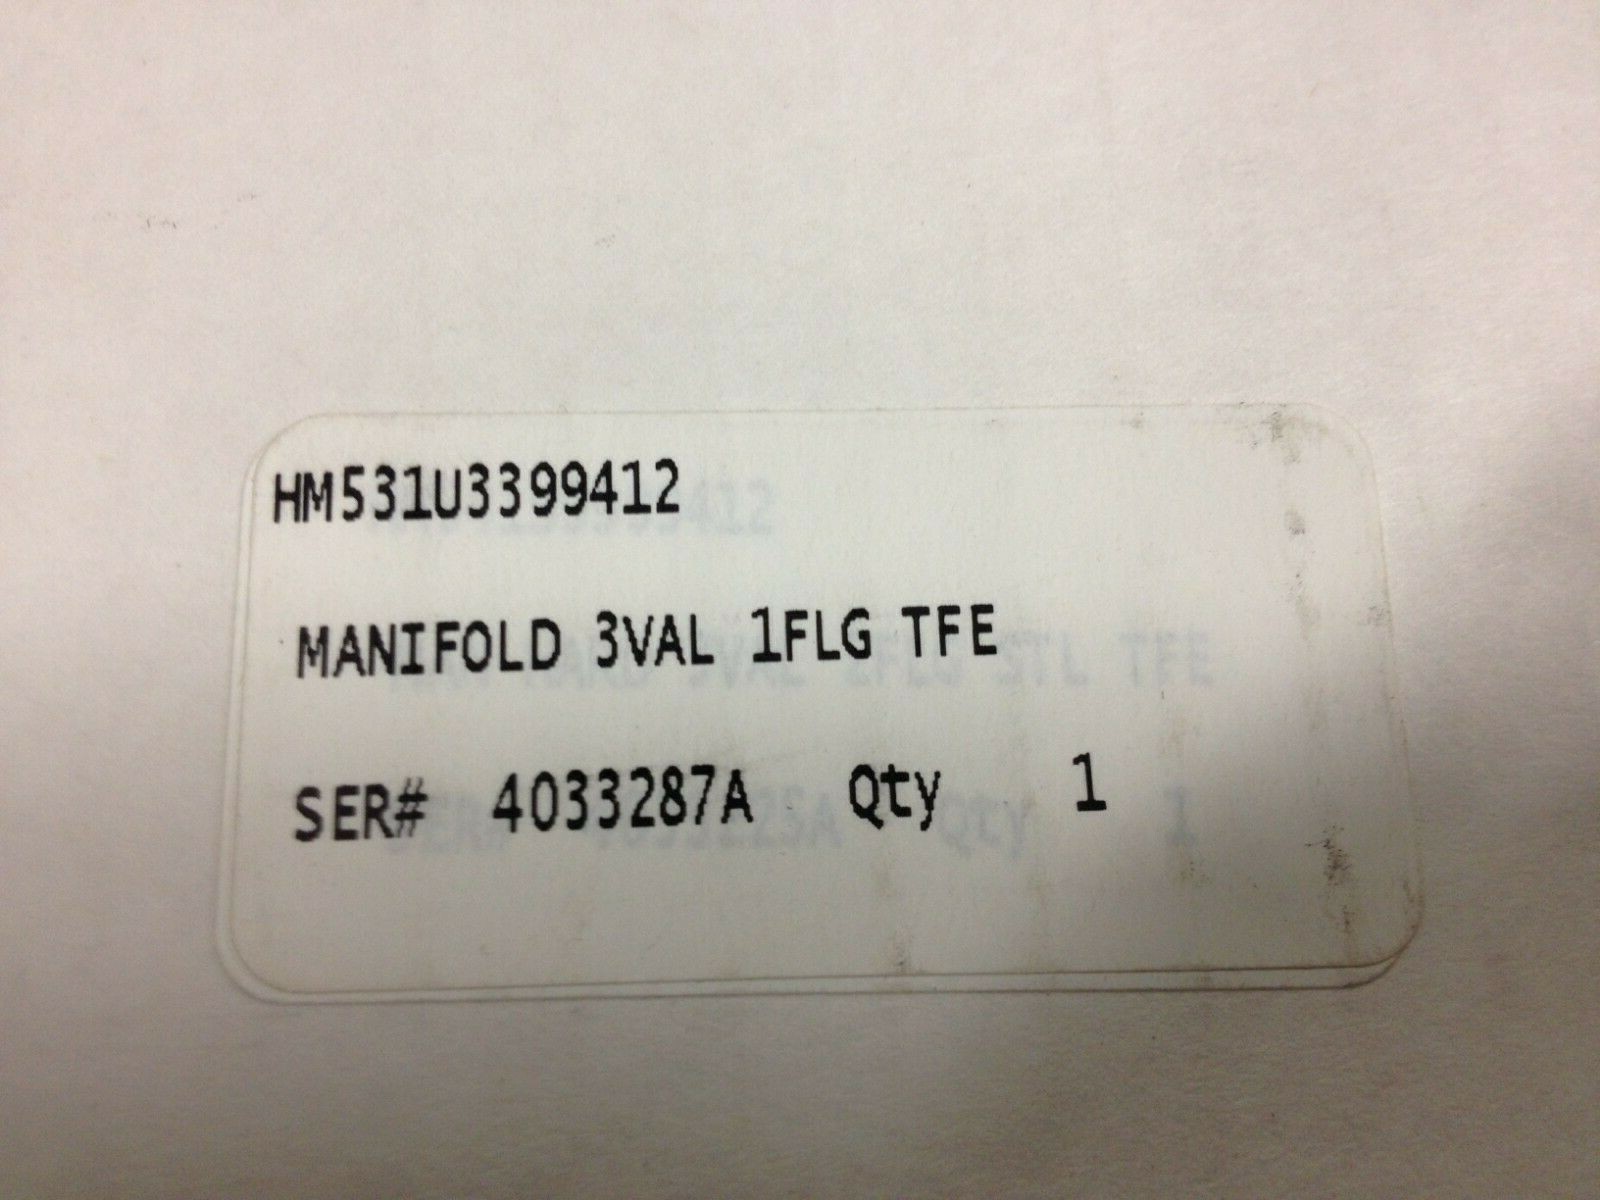 HM531U3399412
MANIFOLD 3VAL 1FLG TFE
SER# 4033287A Qty 1